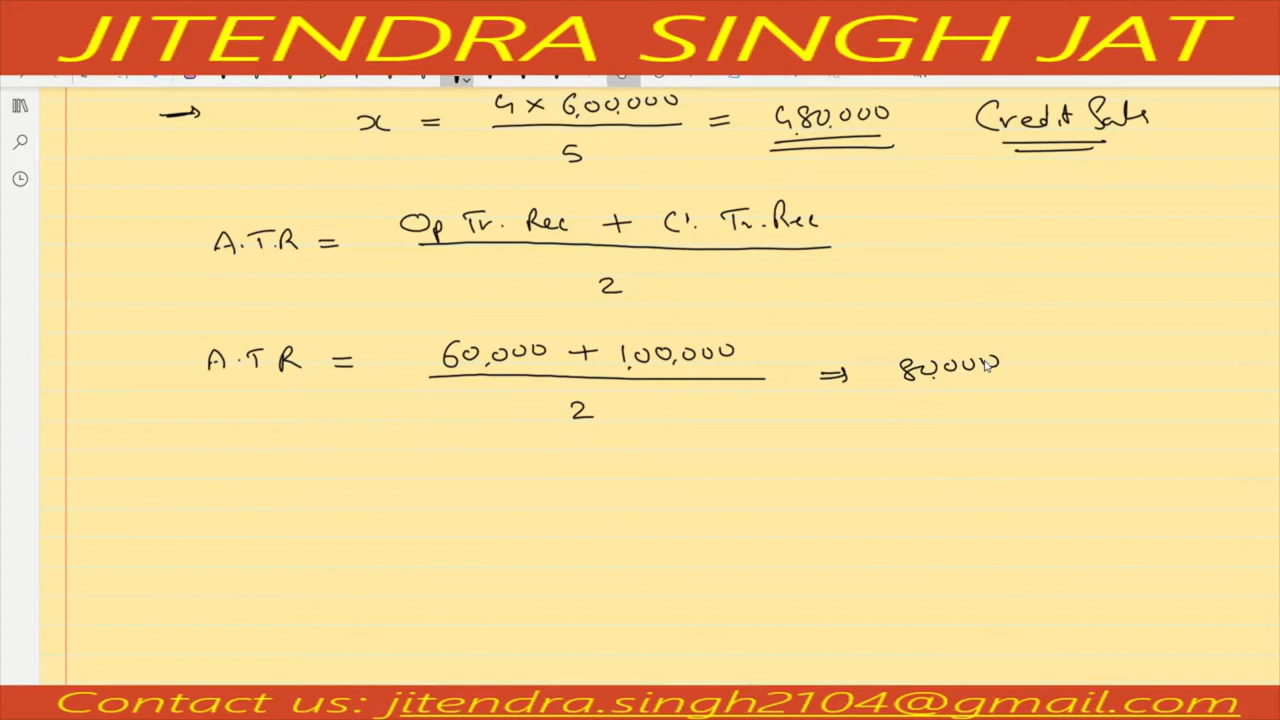 JITENDRA SINGH JAT
→ x = 4 × 6,00,000 / 5 = 4,80,000 Credit Sale
A.T.R = Op Tr. Rec + Cl. Tr. Rec / 2
A.T.R = 60,000 + 1,00,000 / 2 ⇒ 80,000
Contact us: jitendra.singh2104@gmail.com